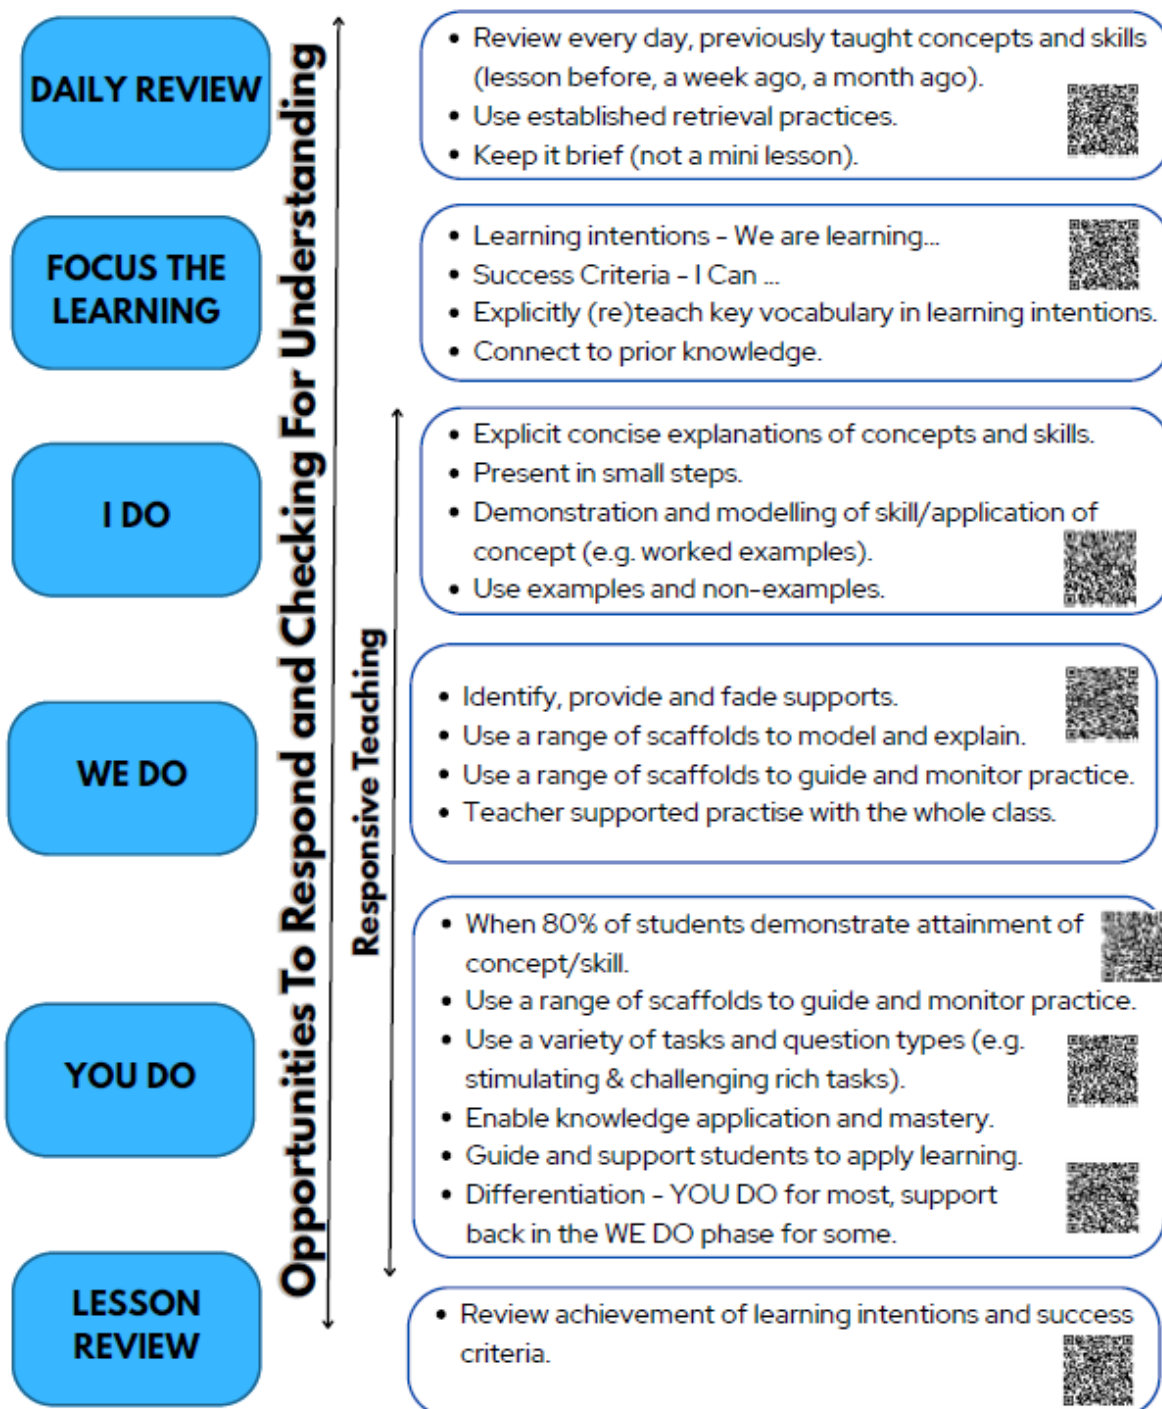 DAILY REVIEW
• Review every day, previously taught concepts and skills
(lesson before, a week ago, a month ago).
• Use established retrieval practices.
• Keep it brief (not a mini lesson).
Opportunities To Respond and Checking For Understanding
FOCUS THE
LEARNING
• Learning intentions - We are learning...
• Success Criteria - I Can ...
• Explicitly (re)teach key vocabulary in learning intentions.
• Connect to prior knowledge.
Responsive Teaching
I DO
• Explicit concise explanations of concepts and skills.
• Present in small steps.
• Demonstration and modelling of skill/application of
concept (e.g. worked examples).
• Use examples and non-examples.
WE DO
• Identify, provide and fade supports.
• Use a range of scaffolds to model and explain.
• Use a range of scaffolds to guide and monitor practice.
• Teacher supported practise with the whole class.
YOU DO
• When 80% of students demonstrate attainment of
concept/skill.
• Use a range of scaffolds to guide and monitor practice.
• Use a variety of tasks and question types (e.g.
stimulating & challenging rich tasks).
• Enable knowledge application and mastery.
• Guide and support students to apply learning.
• Differentiation - YOU DO for most, support
back in the WE DO phase for some.
LESSON
REVIEW
• Review achievement of learning intentions and success
criteria.